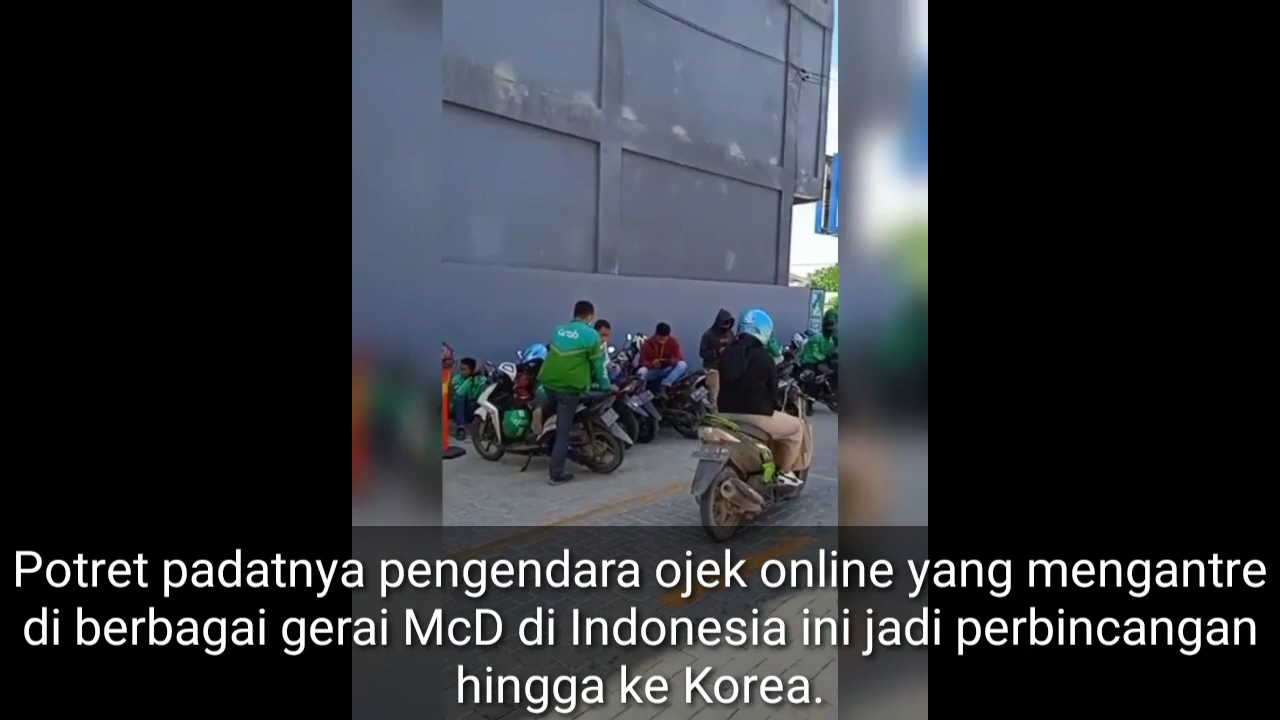 Grab
Potret padatnya pengendara ojek online yang mengantre
di berbagai gerai McD di Indonesia ini jadi perbincangan
hingga ke Korea.